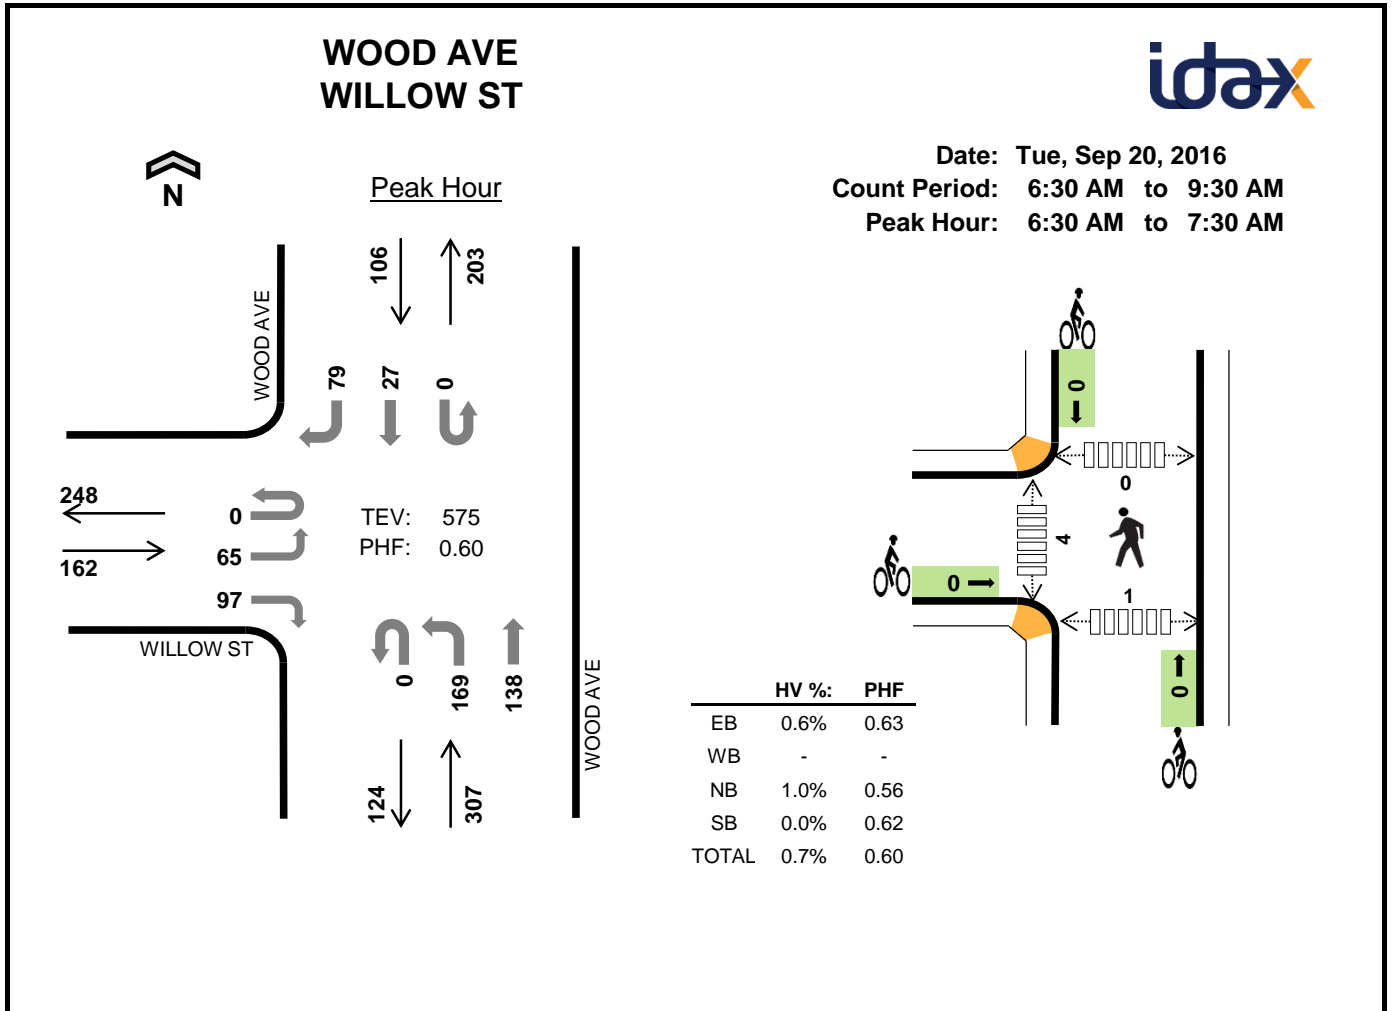 WOOD AVE
WILLOW ST
idax
Date: Tue, Sep 20, 2016
Count Period: 6:30 AM to 9:30 AM
Peak Hour: 6:30 AM to 7:30 AM
N
Peak Hour
106
203
WOOD AVE
79
27
0
248
162
0
65
97
TEV: 575
PHF: 0.60
WILLOW ST
0
169
138
124
307
WOOD AVE
HV %: PHF
EB 0.6% 0.63
WB - -
NB 1.0% 0.56
SB 0.0% 0.62
TOTAL 0.7% 0.60
0
0
4
0
1
0